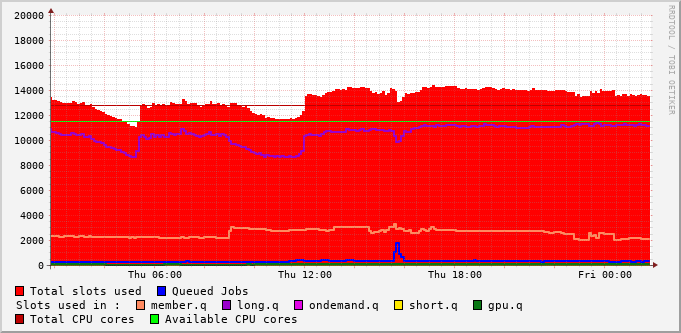 RRDTOOL / TOBI OETIKER
20000
18000
16000
14000
12000
10000
8000
6000
4000
2000
0
Thu 06:00 Thu 12:00 Thu 18:00 Fri 00:00
Total slots used Queued Jobs
Slots used in : member.q long.q ondemand.q short.q gpu.q
Total CPU cores Available CPU cores